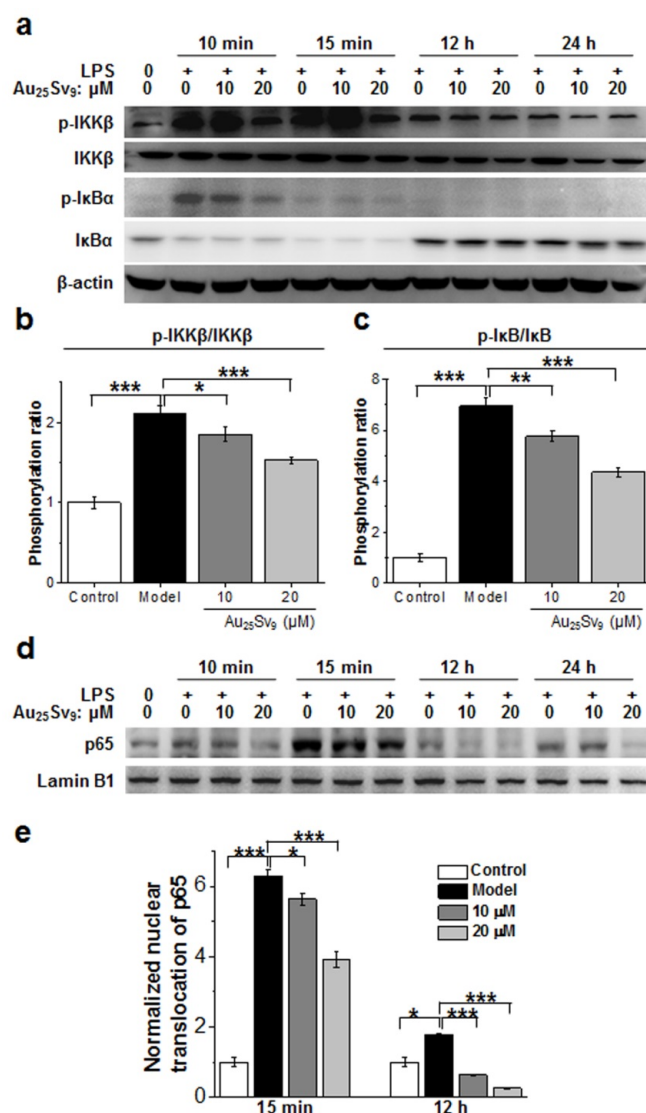 a
10 min 15 min 12 h 24 h
LPS 0 + + + + + + + + + + + +
Au₂₅Sv₉: μM 0 0 10 20 0 10 20 0 10 20 0 10 20
p-IKKβ
IKKβ
p-IκBα
IκBα
β-actin
b
p-IKKβ/IKKβ
*** * ***
Phosphorylation ratio
2
1
0
Control Model 10 20
Au₂₅Sv₉ (μM)
c
p-IκB/IκB
*** ** ***
Phosphorylation ratio
8
6
4
2
0
Control Model 10 20
Au₂₅Sv₉ (μM)
d
10 min 15 min 12 h 24 h
LPS 0 + + + + + + + + + + + +
Au₂₅Sv₉: μM 0 0 10 20 0 10 20 0 10 20 0 10 20
p65
Lamin B1
e
Normalized nuclear
translocation of p65
6
4
2
0
*** * ***
* *** ***
Control
Model
10 μM
20 μM
15 min 12 h